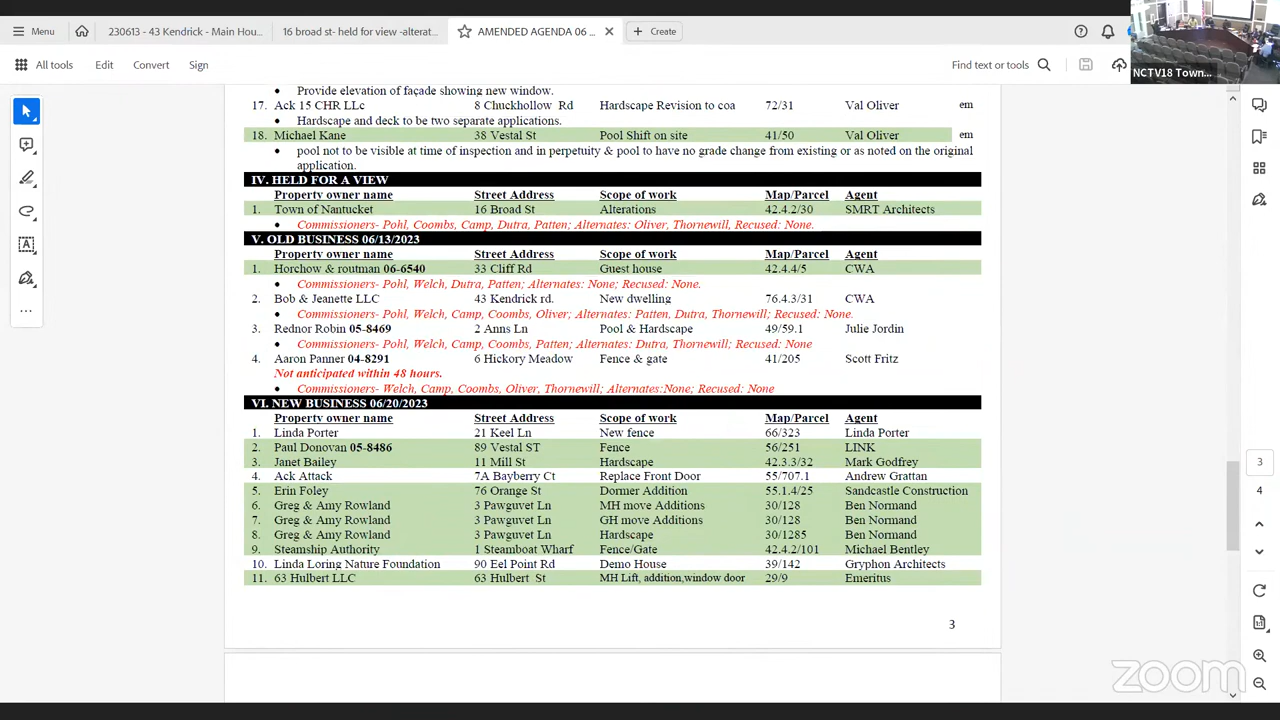 Menu 230613 - 43 Kendrick - Main Hou... 16 broad st- held for view -alterat... AMENDED AGENDA 06 ... Create
NCTV18 Town...
All tools Edit Convert Sign Find text or tools
Provide elevation of façade showing new window.
17. Ack 15 CHR LLc 8 Chuckhollow Rd Hardscape Revision to coa 72/31 Val Oliver em
Hardscape and deck to be two separate applications.
18. Michael Kane 38 Vestal St Pool Shift on site 41/50 Val Oliver em
pool not to be visible at time of inspection and in perpetuity & pool to have no grade change from existing or as noted on the original
application.
IV. HELD FOR A VIEW
Property owner name Street Address Scope of work Map/Parcel Agent
1. Town of Nantucket 16 Broad St Alterations 42.4.2/30 SMRT Architects
Commissioners- Pohl, Coombs, Camp, Dutra, Patten; Alternates: Oliver, Thornewill, Recused: None.
V. OLD BUSINESS 06/13/2023
Property owner name Street Address Scope of work Map/Parcel Agent
1. Horchow & routman 06-6540 33 Cliff Rd Guest house 42.4.4/5 CWA
Commissioners- Pohl, Welch, Dutra, Patten; Alternates: None; Recused: None.
2. Bob & Jeanette LLC 43 Kendrick rd. New dwelling 76.4.3/31 CWA
Commissioners- Pohl, Welch, Camp, Coombs, Oliver; Alternates: Patten, Dutra, Thornewill; Recused: None.
3. Rednor Robin 05-8469 2 Anns Ln Pool & Hardscape 49/59.1 Julie Jordin
Commissioners- Pohl, Welch, Camp, Coombs, Patten; Alternates: Dutra, Thornewill; Recused: None
4. Aaron Panner 04-8291 6 Hickory Meadow Fence & gate 41/205 Scott Fritz
Not anticipated within 48 hours.
Commissioners- Welch, Camp, Coombs, Oliver, Thornewill; Alternates:None; Recused: None
VI. NEW BUSINESS 06/20/2023
Property owner name Street Address Scope of work Map/Parcel Agent
1. Linda Porter 21 Keel Ln New fence 66/323 Linda Porter
2. Paul Donovan 05-8486 89 Vestal ST Fence 56/251 LINK
3. Janet Bailey 11 Mill St Hardscape 42.3.3/32 Mark Godfrey
4. Ack Attack 7A Bayberry Ct Replace Front Door 55/707.1 Andrew Grattan
5. Erin Foley 76 Orange St Dormer Addition 55.1.4/25 Sandcastle Construction
6. Greg & Amy Rowland 3 Pawguvet Ln MH move Additions 30/128 Ben Normand
7. Greg & Amy Rowland 3 Pawguvet Ln GH move Additions 30/128 Ben Normand
8. Greg & Amy Rowland 3 Pawguvet Ln Hardscape 30/1285 Ben Normand
9. Steamship Authority 1 Steamboat Wharf Fence/Gate 42.4.2/101 Michael Bentley
10. Linda Loring Nature Foundation 90 Eel Point Rd Demo House 39/142 Gryphon Architects
11. 63 Hulbert LLC 63 Hulbert St MH Lift, addition,window door 29/9 Emeritus
3
3
4
zoom